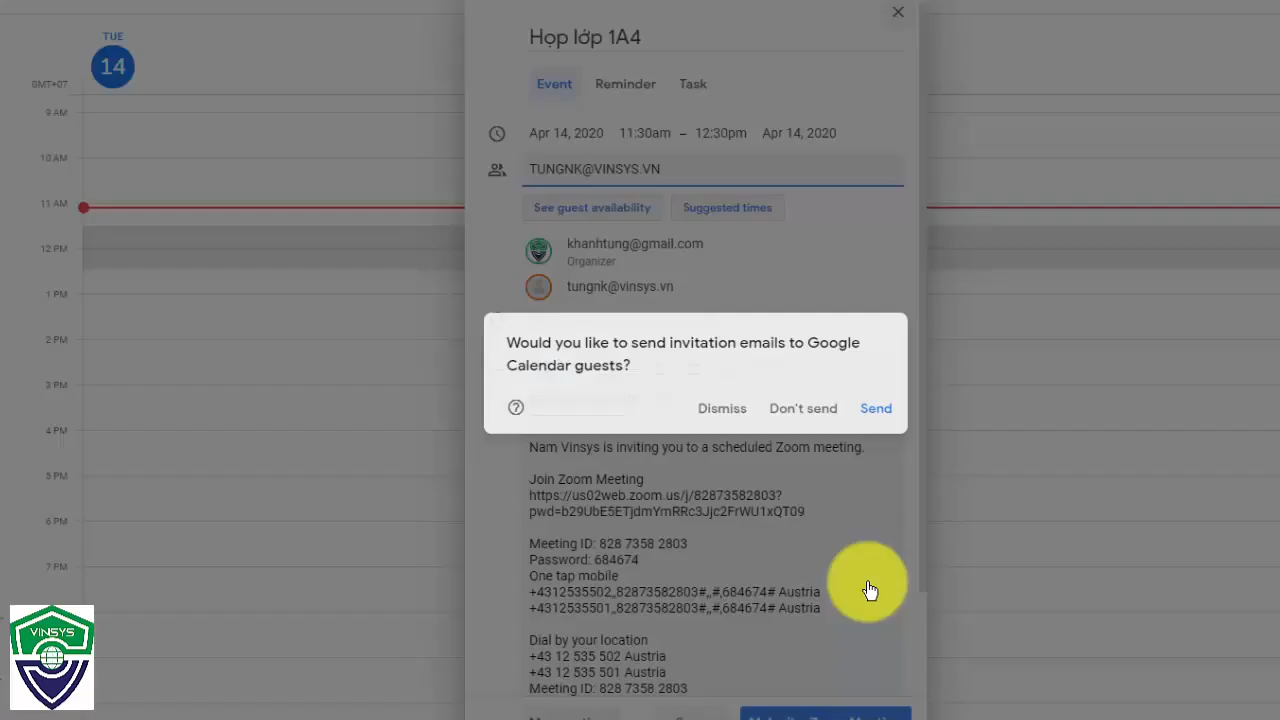 TUE
14
GMT+07
9 AM
10 AM
11 AM
12 PM
1 PM
2 PM
3 PM
4 PM
5 PM
6 PM
7 PM
Họp lớp 1A4
Event Reminder Task
Apr 14, 2020 11:30am – 12:30pm Apr 14, 2020
TUNGNK@VINSYS.VN
See guest availability Suggested times
khanhtung@gmail.com
Organizer
tungnk@vinsys.vn
Would you like to send invitation emails to Google
Calendar guests?
Dismiss Don't send Send
Nam Vinsys is inviting you to a scheduled Zoom meeting.
Join Zoom Meeting
https://us02web.zoom.us/j/82873582803?
pwd=b29UbE5ETjdmYmRRc3Jjc2FrWU1xQT09
Meeting ID: 828 7358 2803
Password: 684674
One tap mobile
+4312535502,,82873582803#,,#,684674# Austria
+4312535501,,82873582803#,,#,684674# Austria
Dial by your location
+43 12 535 502 Austria
+43 12 535 501 Austria
Meeting ID: 828 7358 2803
VINSYS